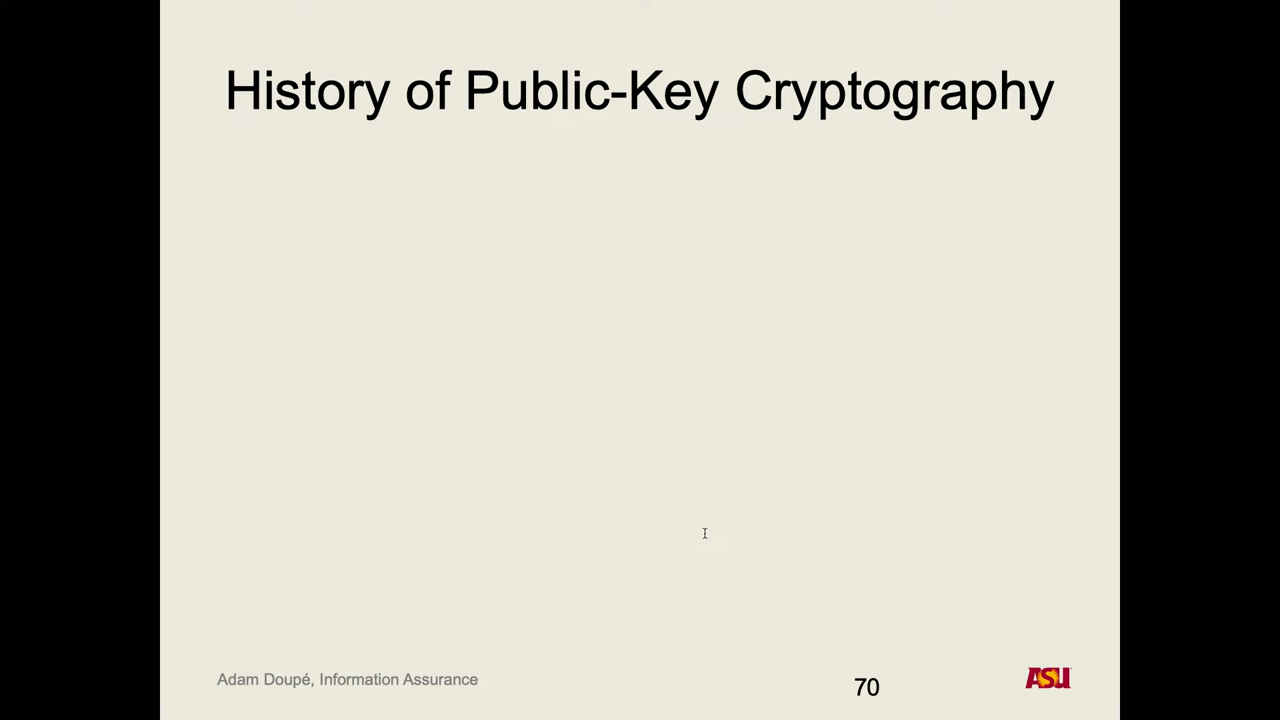 History of Public-Key Cryptography
Adam Doupé, Information Assurance
70
ASU